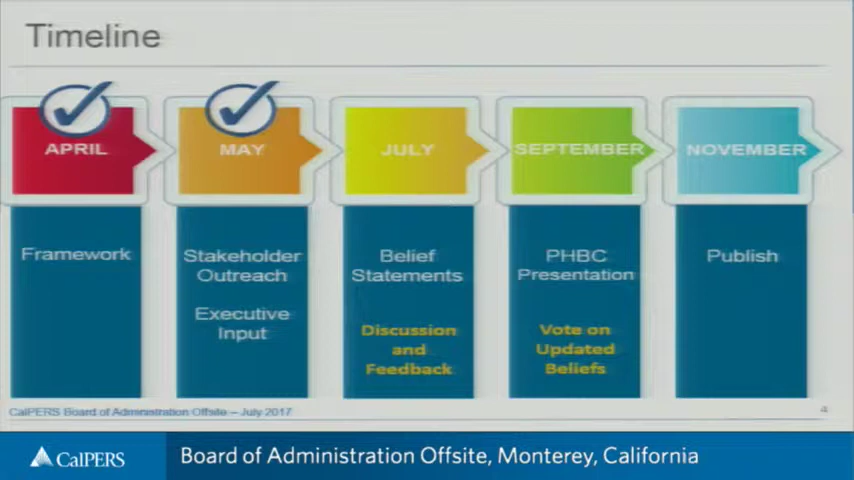 Timeline
APRIL
MAY
JULY
SEPTEMBER
NOVEMBER
Framework
Stakeholder
Outreach
Executive
Input
Belief
Statements
Discussion
and
Feedback
PHBC
Presentation
Vote on
Updated
Beliefs
Publish
CalPERS Board of Administration Offsite – July 2017
4
CalPERS
Board of Administration Offsite, Monterey, California